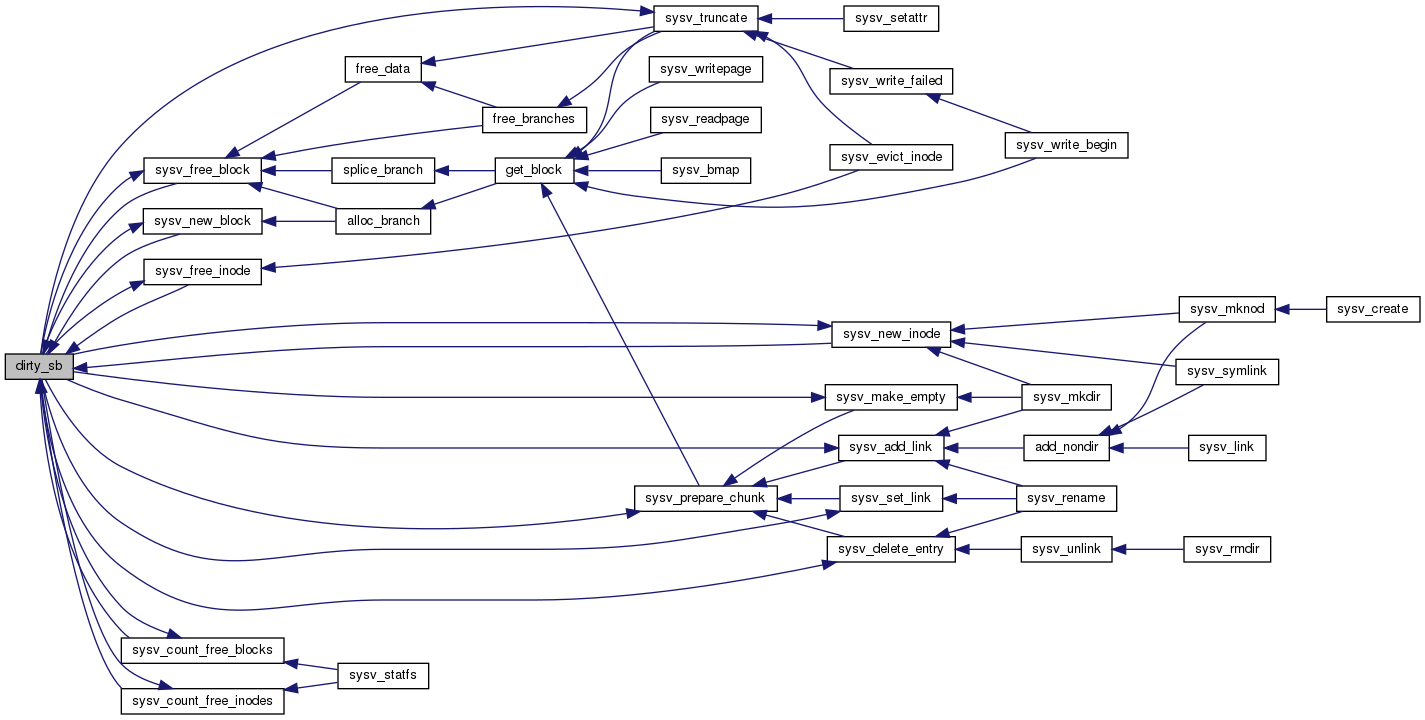 sysv_truncate
sysv_setattr
free_data
sysv_writepage
sysv_write_failed
free_branches
sysv_readpage
sysv_write_begin
sysv_free_block
splice_branch
get_block
sysv_bmap
sysv_evict_inode
sysv_new_block
alloc_branch
sysv_free_inode
sysv_mknod
sysv_create
sysv_new_inode
dirty_sb
sysv_symlink
sysv_make_empty
sysv_mkdir
sysv_add_link
add_nondir
sysv_link
sysv_prepare_chunk
sysv_set_link
sysv_rename
sysv_delete_entry
sysv_unlink
sysv_rmdir
sysv_count_free_blocks
sysv_statfs
sysv_count_free_inodes